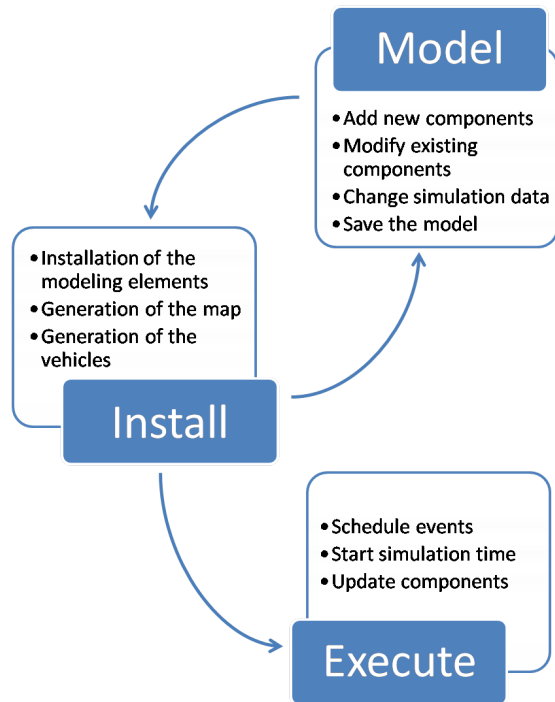 Model
•Add new components
•Modify existing
components
•Change simulation data
•Save the model
•Installation of the
modeling elements
•Generation of the map
•Generation of the
vehicles
Install
•Schedule events
•Start simulation time
•Update components
Execute